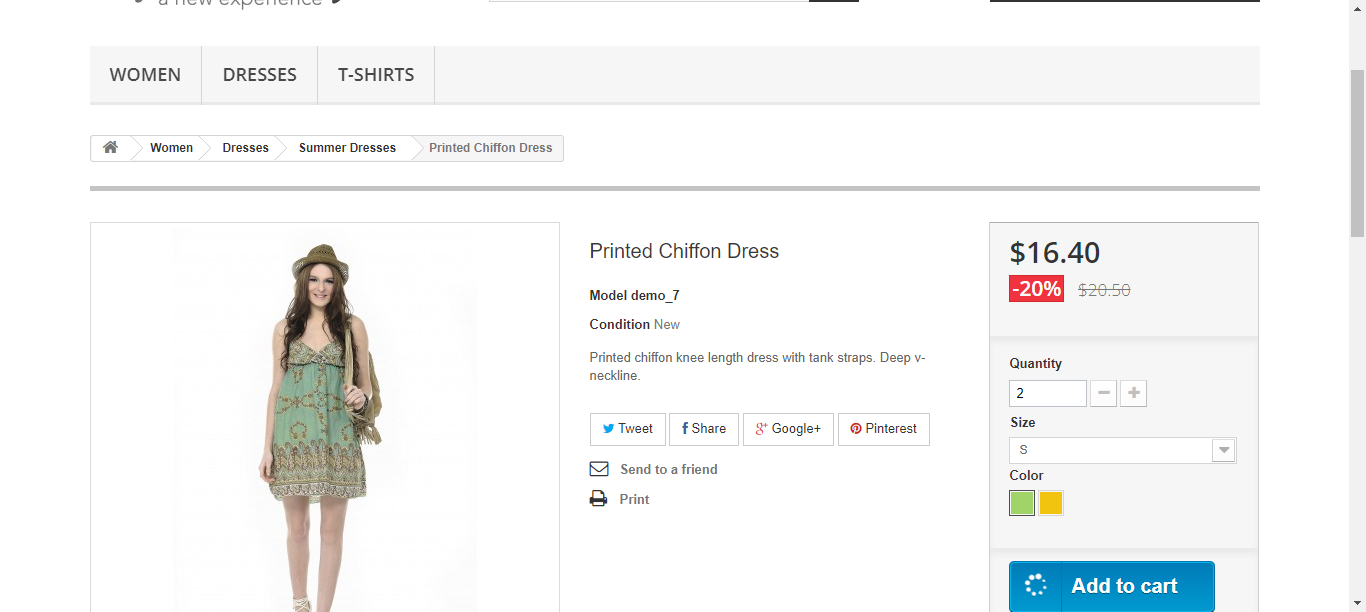 a new experience
WOMEN
DRESSES
T-SHIRTS
Women
Dresses
Summer Dresses
Printed Chiffon Dress
Printed Chiffon Dress
Model demo_7
Condition New
Printed chiffon knee length dress with tank straps. Deep v-
neckline.
Tweet
Share
Google+
Pinterest
Send to a friend
Print
$16.40
-20% $20.50
Quantity
2
Size
S
Color
Add to cart